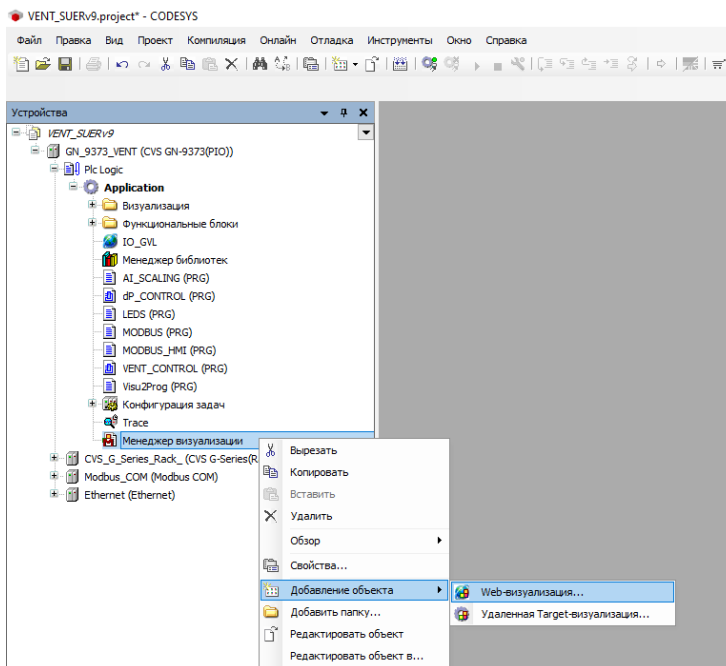 VENT_SUERv9.project* - CODESYS
Файл Правка Вид Проект Компиляция Онлайн Отладка Инструменты Окно Справка
Устройства
VENT_SUERv9
GN_9373_VENT (CVS GN-9373(PIO))
Plc Logic
Application
Визуализация
Функциональные блоки
IO_GVL
Менеджер библиотек
AI_SCALING (PRG)
dP_CONTROL (PRG)
LEDS (PRG)
MODBUS (PRG)
MODBUS_HMI (PRG)
VENT_CONTROL (PRG)
Visu2Prog (PRG)
Конфигурация задач
Trace
Менеджер визуализации
CVS_G_Series_Rack_ (CVS G-Series(R
Modbus_COM (Modbus COM)
Ethernet (Ethernet)
Вырезать
Копировать
Вставить
Удалить
Обзор
Свойства...
Добавление объекта
Добавить папку...
Редактировать объект
Редактировать объект в...
Web-визуализация...
Удаленная Target-визуализация...